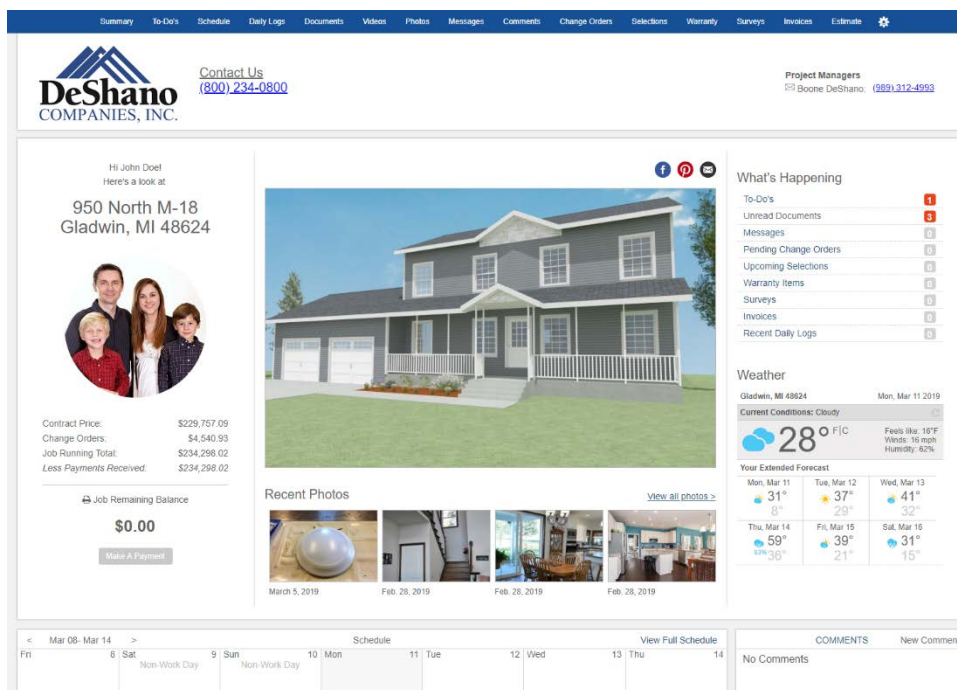 Summary To-Do's Schedule Daily Logs Documents Videos Photos Messages Comments Change Orders Selections Warranty Surveys Invoices Estimate
DeShano
COMPANIES, INC.
Contact Us
(800) 234-0800
Project Managers
Boone DeShano: (989) 312-4993
Hi John Doe!
Here's a look at
950 North M-18
Gladwin, MI 48624
Contract Price: $229,757.09
Change Orders: $4,540.93
Job Running Total: $234,298.02
Less Payments Received: $234,298.02
Job Remaining Balance
$0.00
Make A Payment
Recent Photos View all photos >
March 5, 2019 Feb. 28, 2019 Feb. 28, 2019 Feb. 28, 2019
What's Happening
To-Do's 1
Unread Documents 3
Messages 0
Pending Change Orders 0
Upcoming Selections 0
Warranty Items 0
Surveys 0
Invoices 0
Recent Daily Logs 0
Weather
Gladwin, MI 48624 Mon, Mar 11 2019
Current Conditions: Cloudy
28° F|C
Feels like: 16°F
Winds: 16 mph
Humidity: 62%
Your Extended Forecast
Mon, Mar 11 Tue, Mar 12 Wed, Mar 13
31° 37° 41°
8° 29° 32°
Thu, Mar 14 Fri, Mar 15 Sat, Mar 16
59° 39° 31°
36° 21° 15°
< Mar 08- Mar 14 > Schedule View Full Schedule
Fri 8 Sat 9 Sun 10 Mon 11 Tue 12 Wed 13 Thu 14
Non-Work Day Non-Work Day
COMMENTS New Commen
No Comments